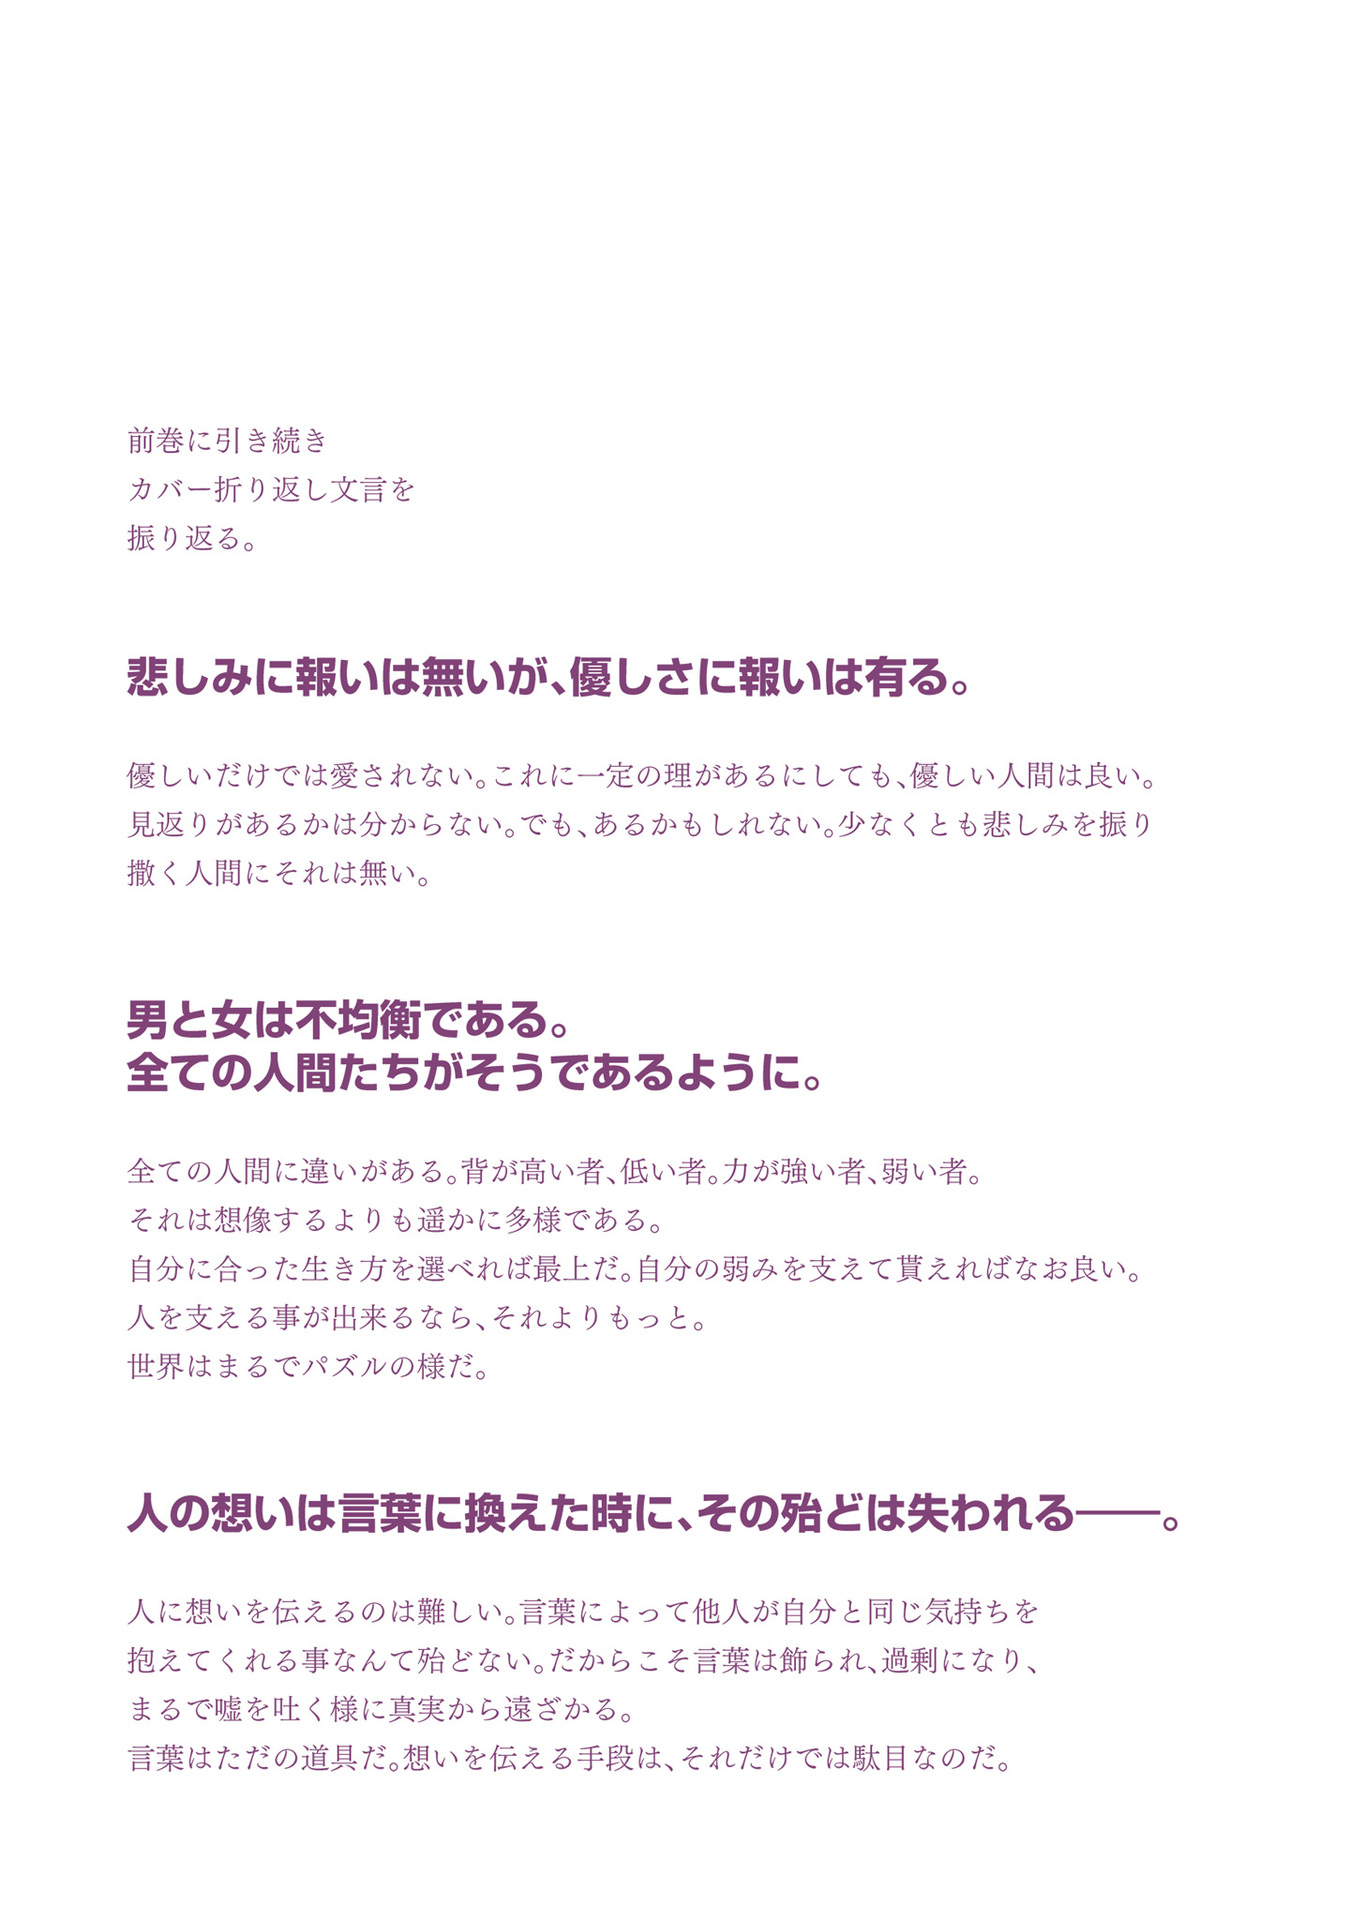 前巻に引き続き
カバー折り返し文言を
振り返る。
悲しみに報いは無いが、優しさに報いは有る。
優しいだけでは愛されない。これに一定の理があるにしても、優しい人間は良い。
見返りがあるかは分からない。でも、あるかもしれない。少なくとも悲しみを振り
撒く人間にそれは無い。
男と女は不均衡である。
全ての人間たちがそうであるように。
全ての人間に違いがある。背が高い者、低い者。力が強い者、弱い者。
それは想像するよりも遥かに多様である。
自分に合った生き方を選べれば最上だ。自分の弱みを支えて貰えればなお良い。
人を支える事が出来るなら、それよりもっと。
世界はまるでパズルの様だ。
人の想いは言葉に換えた時に、その殆どは失われる――。
人に想いを伝えるのは難しい。言葉によって他人が自分と同じ気持ちを
抱えてくれる事なんて殆どない。だからこそ言葉は飾られ、過剰になり、
まるで嘘を吐く様に真実から遠ざかる。
言葉はただの道具だ。想いを伝える手段は、それだけでは駄目なのだ。